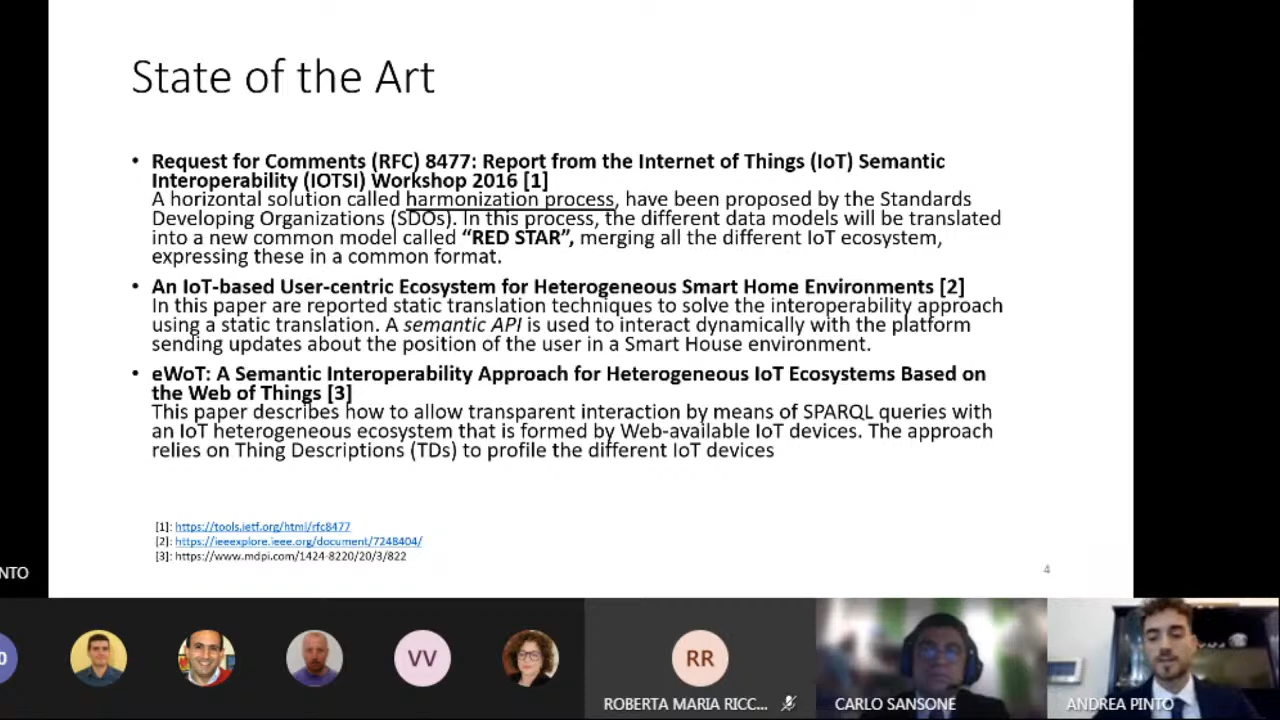 State of the Art
• Request for Comments (RFC) 8477: Report from the Internet of Things (IoT) Semantic
Interoperability (IOTSI) Workshop 2016 [1]
A horizontal solution called harmonization process, have been proposed by the Standards
Developing Organizations (SDOs). In this process, the different data models will be translated
into a new common model called “RED STAR”, merging all the different IoT ecosystem,
expressing these in a common format.
• An IoT-based User-centric Ecosystem for Heterogeneous Smart Home Environments [2]
In this paper are reported static translation techniques to solve the interoperability approach
using a static translation. A semantic API is used to interact dynamically with the platform
sending updates about the position of the user in a Smart House environment.
• eWoT: A Semantic Interoperability Approach for Heterogeneous IoT Ecosystems Based on
the Web of Things [3]
This paper describes how to allow transparent interaction by means of SPARQL queries with
an IoT heterogeneous ecosystem that is formed by Web-available IoT devices. The approach
relies on Thing Descriptions (TDs) to profile the different IoT devices
[1]: https://tools.ietf.org/html/rfc8477
[2]: https://ieeexplore.ieee.org/document/7248404/
[3]: https://www.mdpi.com/1424-8220/20/3/822
4
NTO
VV
RR
ROBERTA MARIA RICC...
CARLO SANSONE
ANDREA PINTO